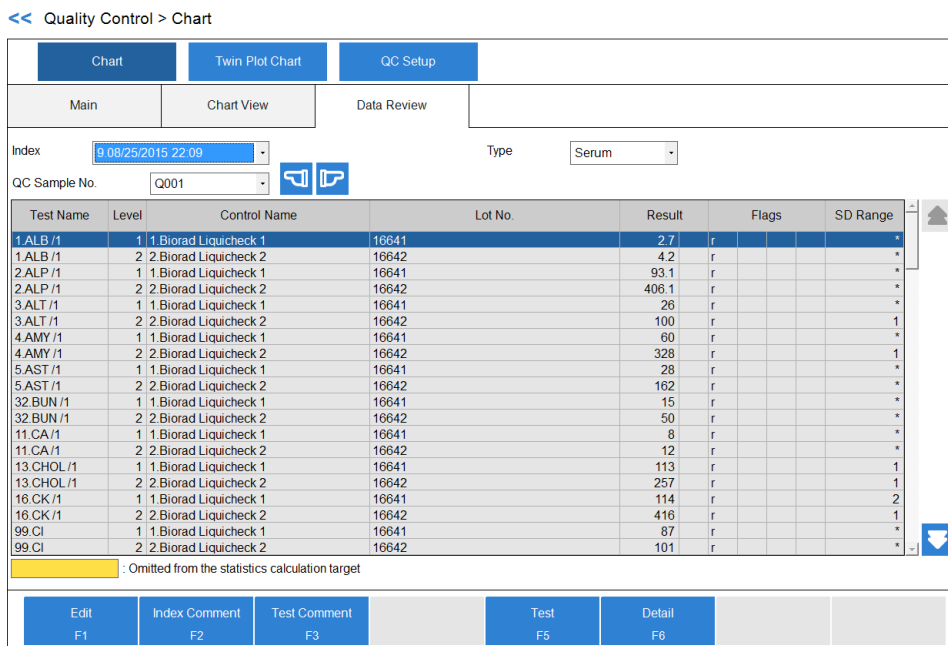 << Quality Control > Chart
Chart Twin Plot Chart QC Setup
Main Chart View Data Review
Index 9.08/25/2015 22:09 Type Serum
QC Sample No. Q001
Test Name Level Control Name Lot No. Result Flags SD Range
1.ALB /1 1 1.Biorad Liquicheck 1 16641 2.7 r *
1.ALB /1 2 2.Biorad Liquicheck 2 16642 4.2 r *
2.ALP /1 1 1.Biorad Liquicheck 1 16641 93.1 r *
2.ALP /1 2 2.Biorad Liquicheck 2 16642 406.1 r *
3.ALT /1 1 1.Biorad Liquicheck 1 16641 26 r *
3.ALT /1 2 2.Biorad Liquicheck 2 16642 100 r 1
4.AMY /1 1 1.Biorad Liquicheck 1 16641 60 r *
4.AMY /1 2 2.Biorad Liquicheck 2 16642 328 r 1
5.AST /1 1 1.Biorad Liquicheck 1 16641 28 r *
5.AST /1 2 2.Biorad Liquicheck 2 16642 162 r *
32.BUN /1 1 1.Biorad Liquicheck 1 16641 15 r *
32.BUN /1 2 2.Biorad Liquicheck 2 16642 50 r *
11.CA /1 1 1.Biorad Liquicheck 1 16641 8 r *
11.CA /1 2 2.Biorad Liquicheck 2 16642 12 r *
13.CHOL /1 1 1.Biorad Liquicheck 1 16641 113 r 1
13.CHOL /1 2 2.Biorad Liquicheck 2 16642 257 r 1
16.CK /1 1 1.Biorad Liquicheck 1 16641 114 r 2
16.CK /1 2 2.Biorad Liquicheck 2 16642 416 r 1
99.Cl 1 1.Biorad Liquicheck 1 16641 87 r *
99.Cl 2 2.Biorad Liquicheck 2 16642 101 r *
: Omitted from the statistics calculation target
Edit Index Comment Test Comment Test Detail
F1 F2 F3 F5 F6